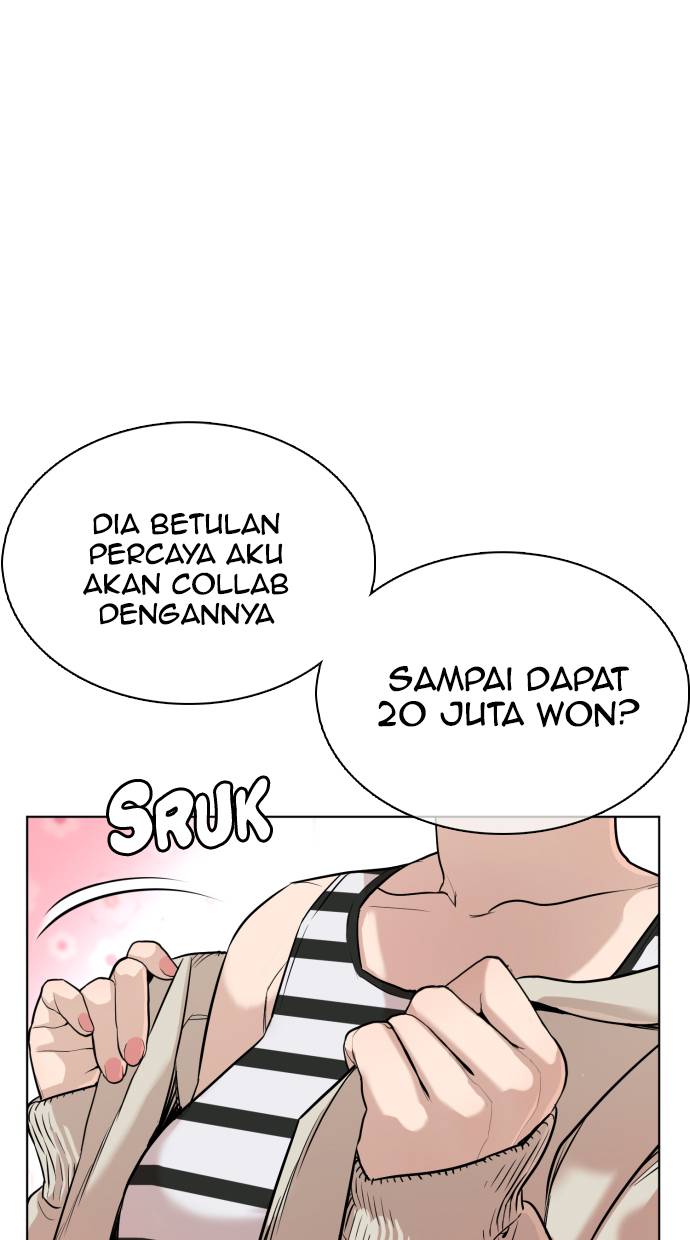 DIA BETULAN
PERCAYA AKU
AKAN COLLAB
DENGANNYA
SAMPAI DAPAT
20 JUTA WON?
SRUK